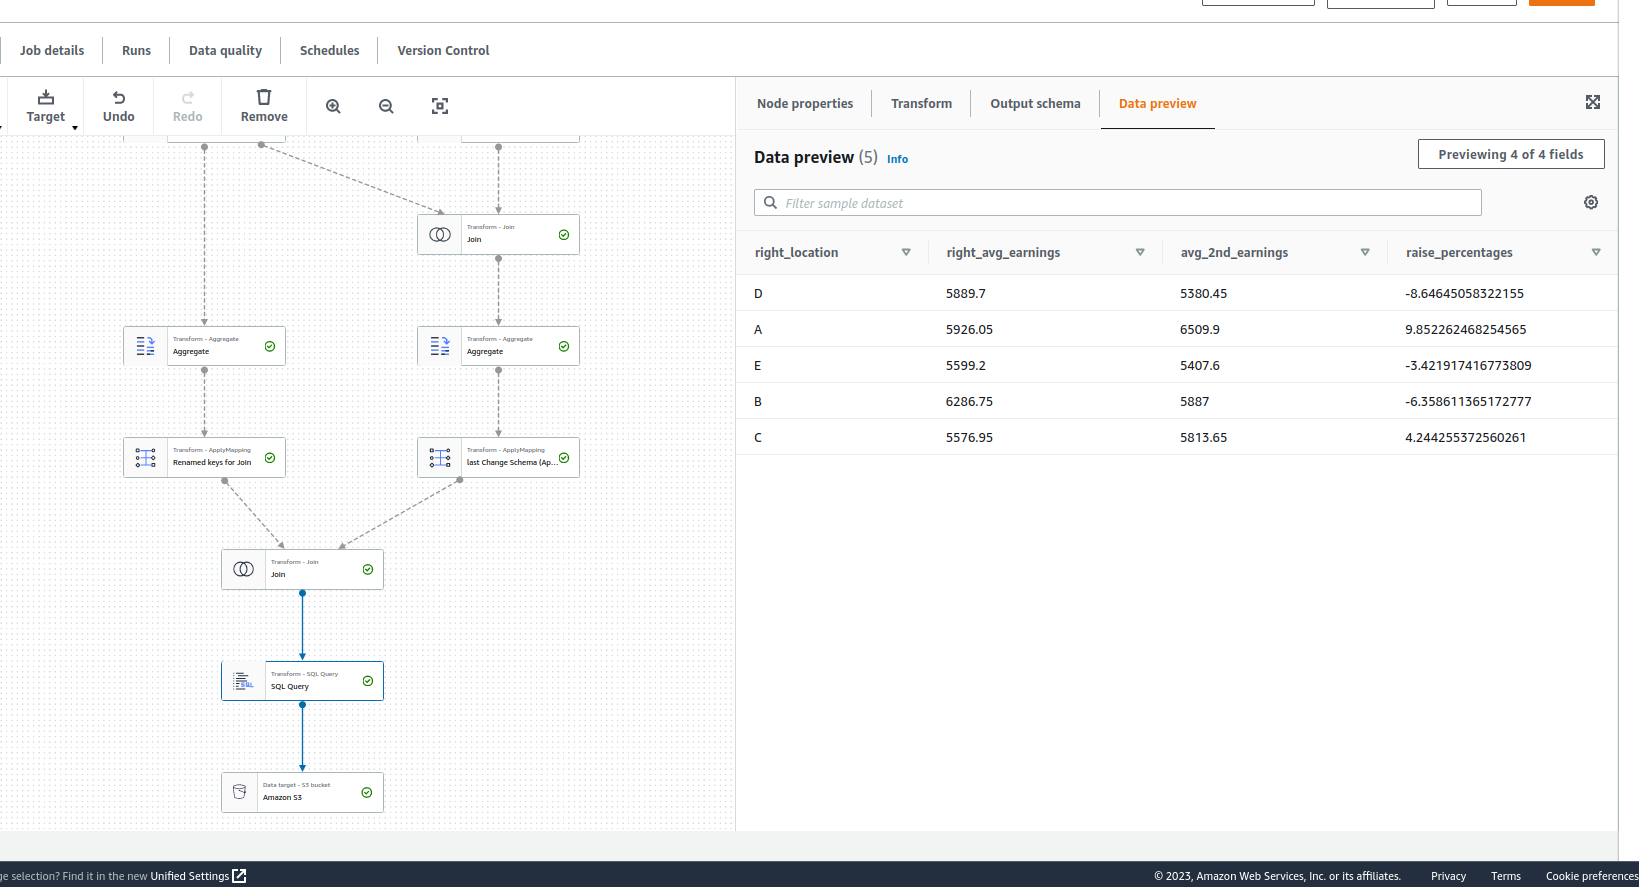 Job details Runs Data quality Schedules Version Control
Target Undo Redo Remove
Node properties Transform Output schema Data preview
Data preview (5) Info
Previewing 4 of 4 fields
Filter sample dataset
right_location right_avg_earnings avg_2nd_earnings raise_percentages
D 5889.7 5380.45 -8.64645058322155
A 5926.05 6509.9 9.852262468254565
E 5599.2 5407.6 -3.421917416773809
B 6286.75 5887 -6.358611365172777
C 5576.95 5813.65 4.244255372560261
Transform - Join
Join
Transform - Aggregate
Aggregate
Transform - Aggregate
Aggregate
Transform - ApplyMapping
Renamed keys for Join
Transform - ApplyMapping
last Change Schema (Ap...
Transform - Join
Join
Transform - SQL Query
SQL
SQL Query
Data target - S3 bucket
Amazon S3
ge selection? Find it in the new Unified Settings
© 2023, Amazon Web Services, Inc. or its affiliates. Privacy Terms Cookie preferences